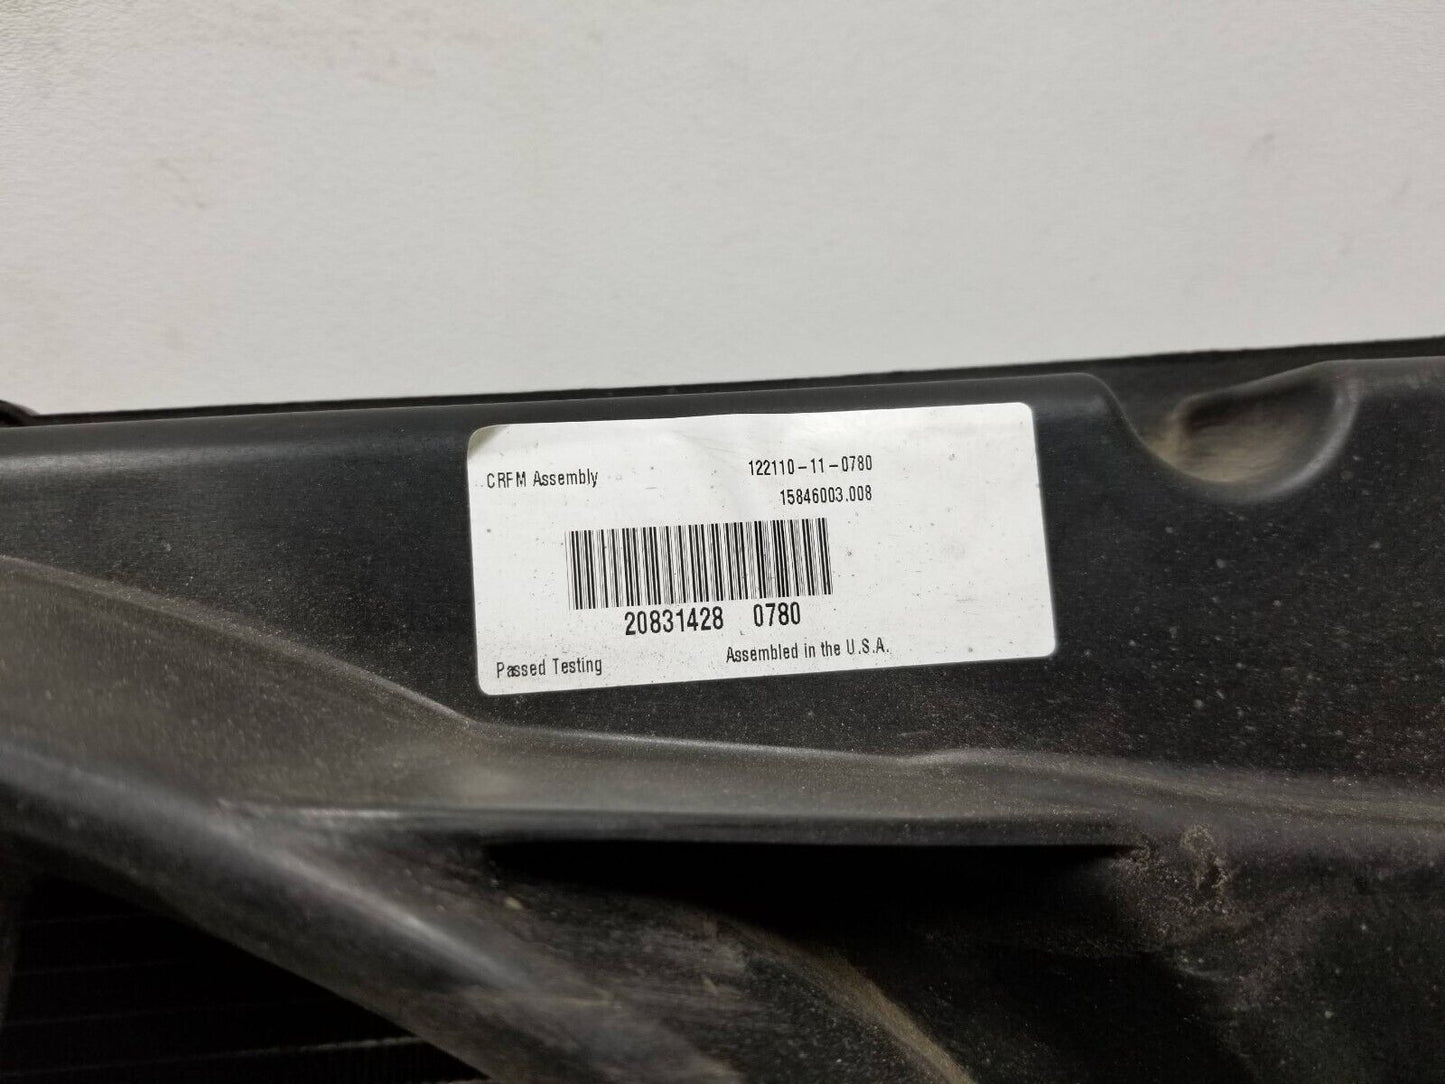 CRFM Assembly 122110-11-0780
15846003.008
20831428 0780
Passed Testing Assembled in the U.S.A.